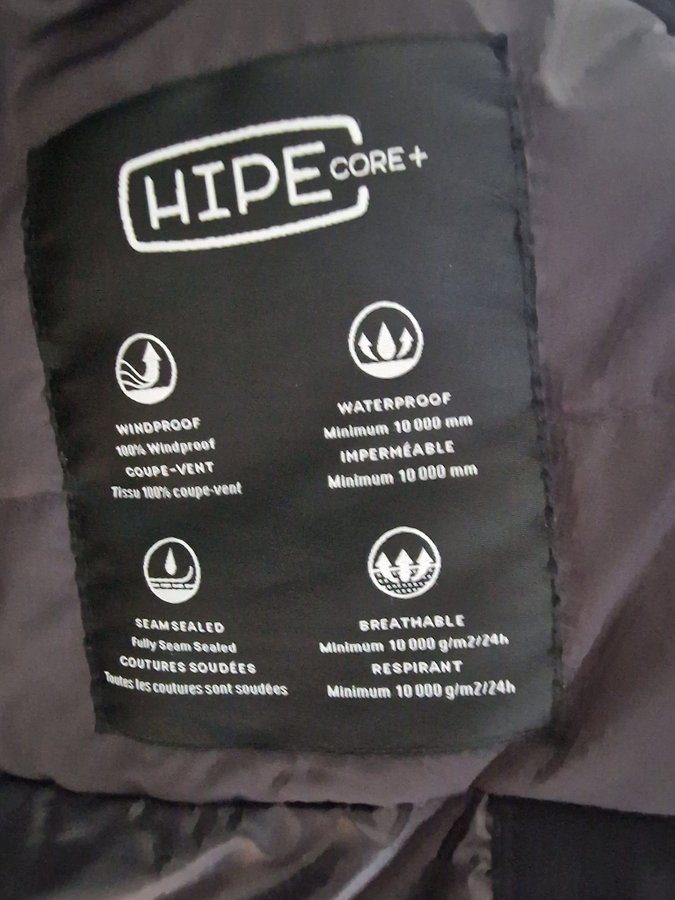 HIPE CORE+
WINDPROOF
100% Windproof
COUPE-VENT
Tissu 100% coupe-vent
WATERPROOF
Minimum 10 000 mm
IMPERMÉABLE
Minimum 10 000 mm
SEAM SEALED
Fully Seam Sealed
COUTURES SOUDÉES
Toutes les coutures sont soudées
BREATHABLE
Minimum 10 000 g/m2/24h
RESPIRANT
Minimum 10 000 g/m2/24h